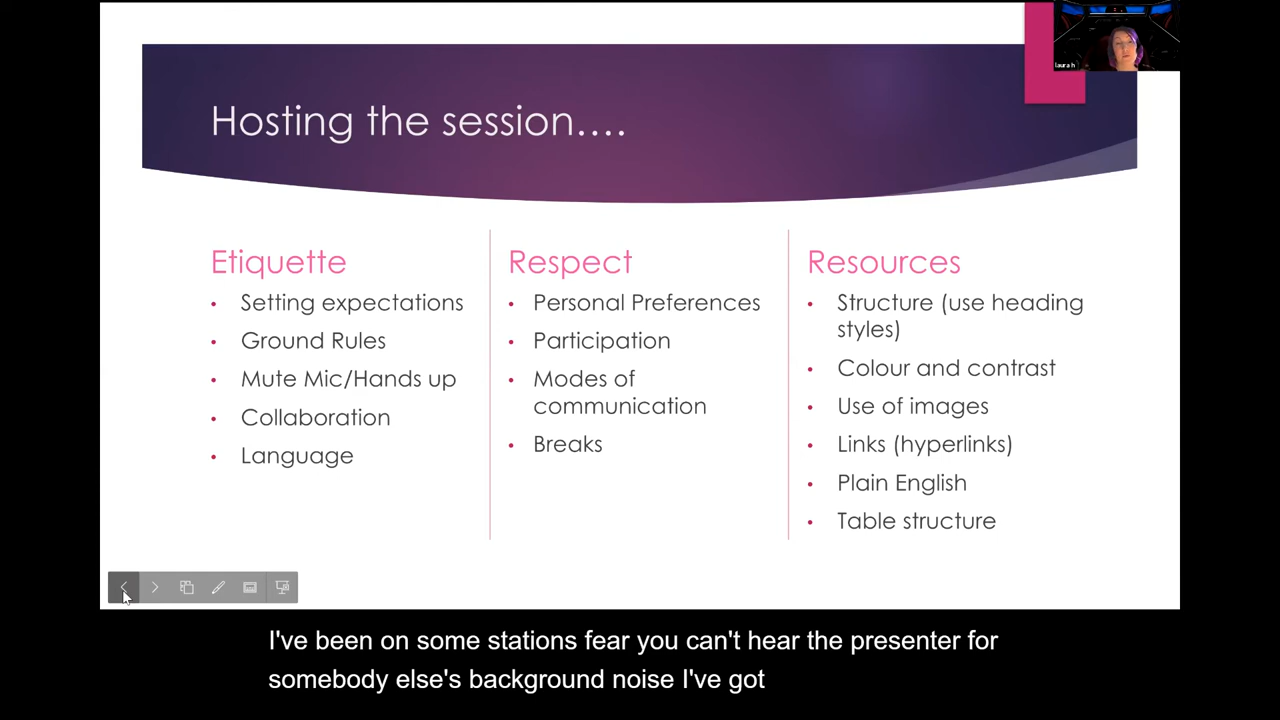 laura h
Hosting the session....
Etiquette
• Setting expectations
• Ground Rules
• Mute Mic/Hands up
• Collaboration
• Language
Respect
• Personal Preferences
• Participation
• Modes of
communication
• Breaks
Resources
• Structure (use heading
styles)
• Colour and contrast
• Use of images
• Links (hyperlinks)
• Plain English
• Table structure
I've been on some stations fear you can't hear the presenter for
somebody else's background noise I've got